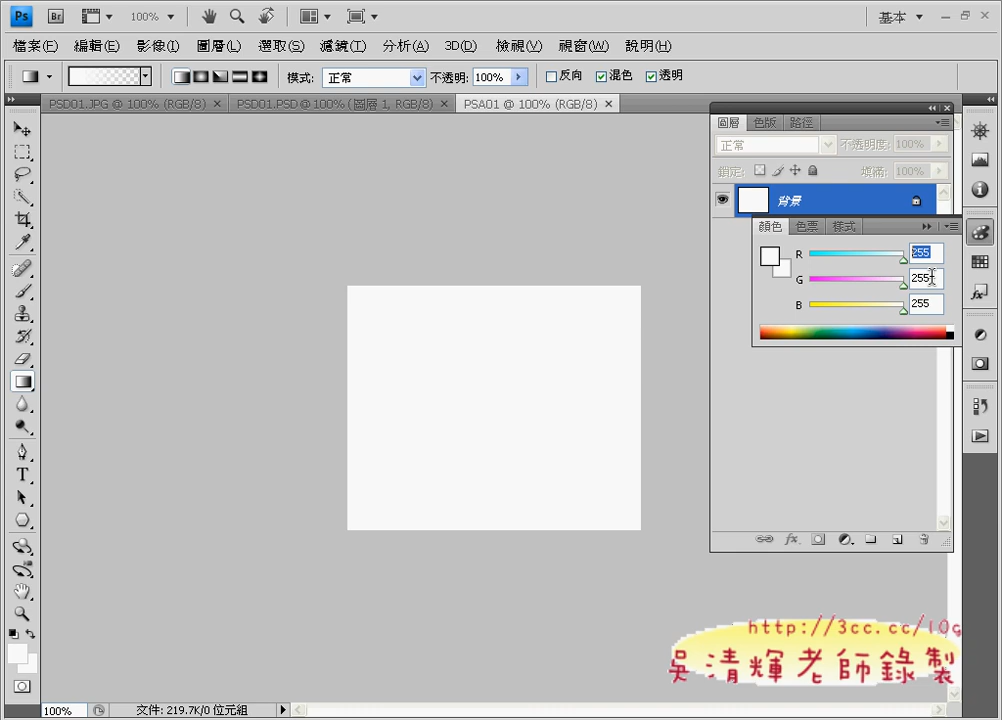 Ps Br 100% 基本
檔案(F) 編輯(E) 影像(I) 圖層(L) 選取(S) 濾鏡(T) 分析(A) 3D(D) 檢視(V) 視窗(W) 說明(H)
模式: 正常 不透明: 100% 反向 混色 透明
PSD01.JPG @ 100% (RGB/8) × PSD01.PSD @ 100% (圖層 1, RGB/8) × PSA01 @ 100% (RGB/8) ×
圖層 色版 路徑
正常 不透明度: 100%
鎖定: 填滿: 100%
背景
顏色 色票 樣式
R 255
G 255
B 255
fx
T
http://3cc.cc/10g
吳清輝老師錄製
100% 文件: 219.7K/0 位元組